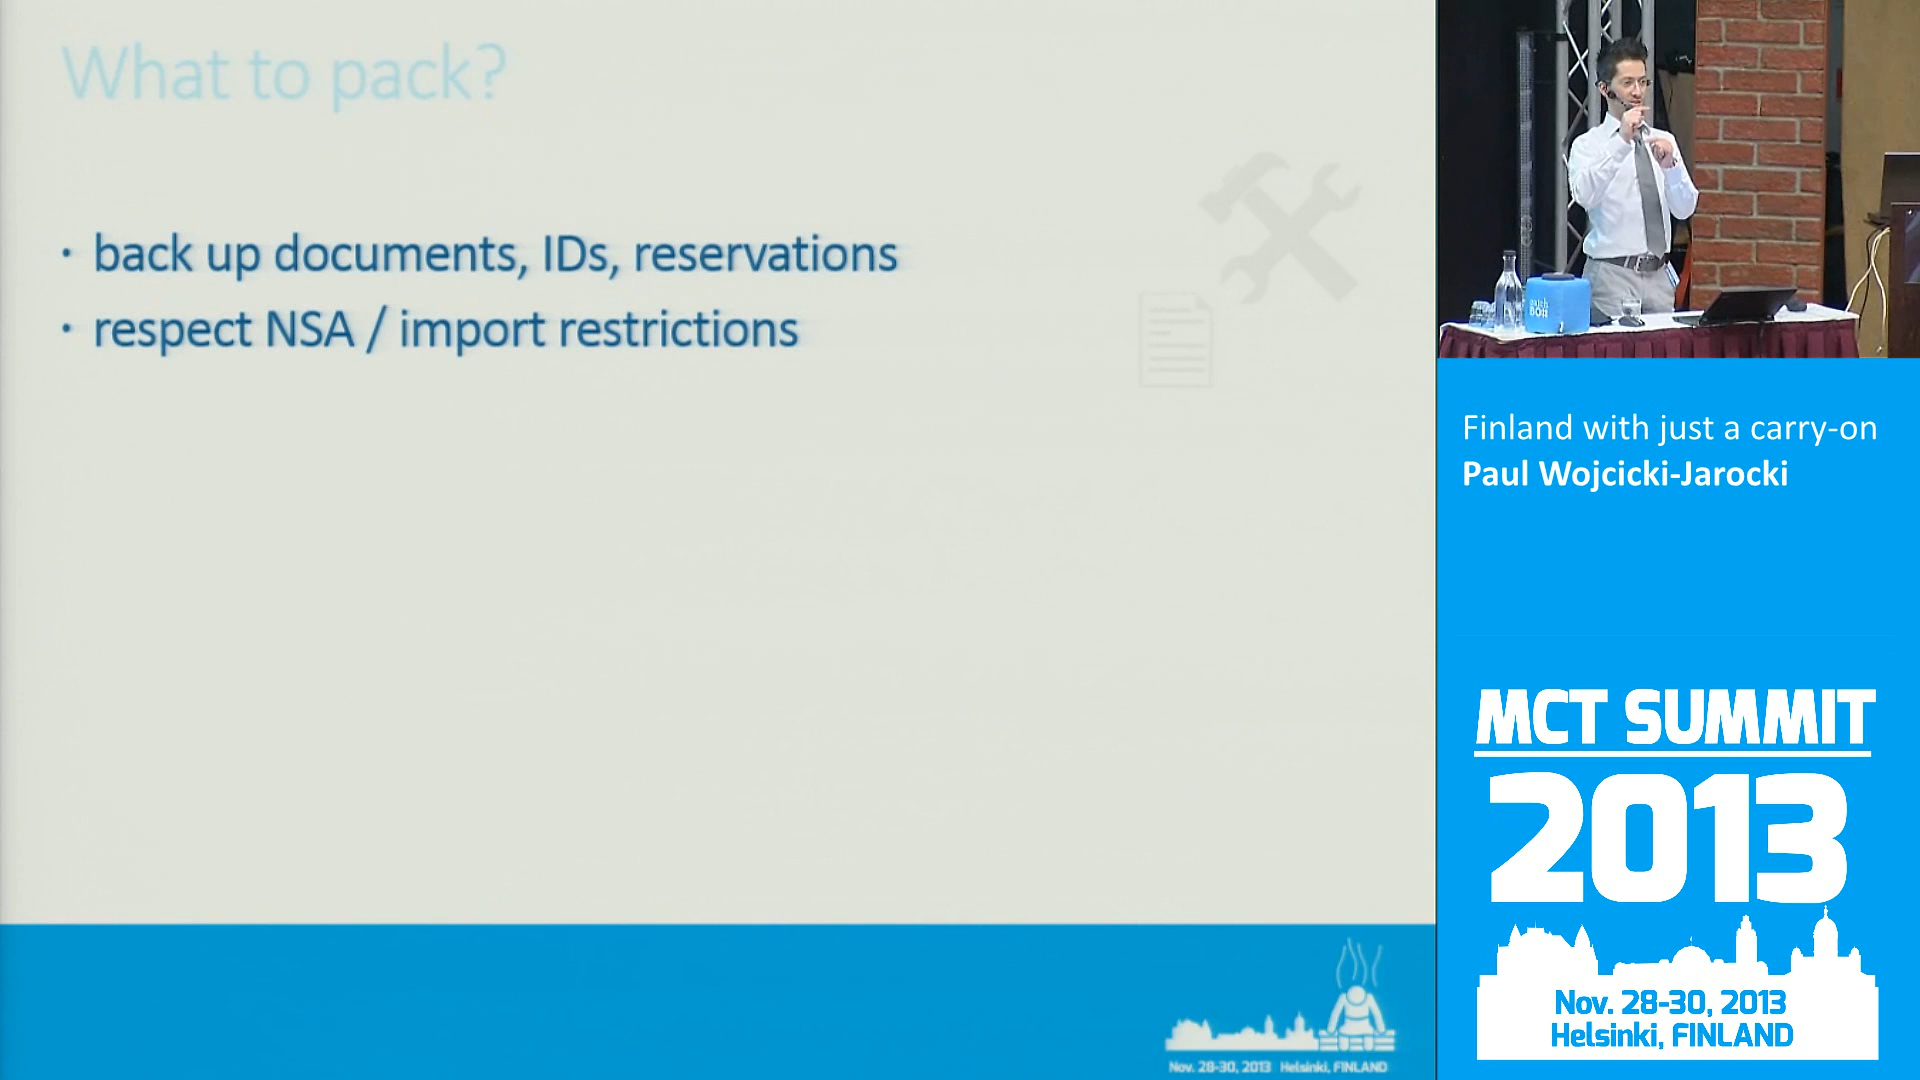 What to pack?
· back up documents, IDs, reservations
· respect NSA / import restrictions
Nov. 28-30, 2013 Helsinki, FINLAND
Finland with just a carry-on
Paul Wojcicki-Jarocki
MCT SUMMIT
2013
Nov. 28-30, 2013
Helsinki, FINLAND